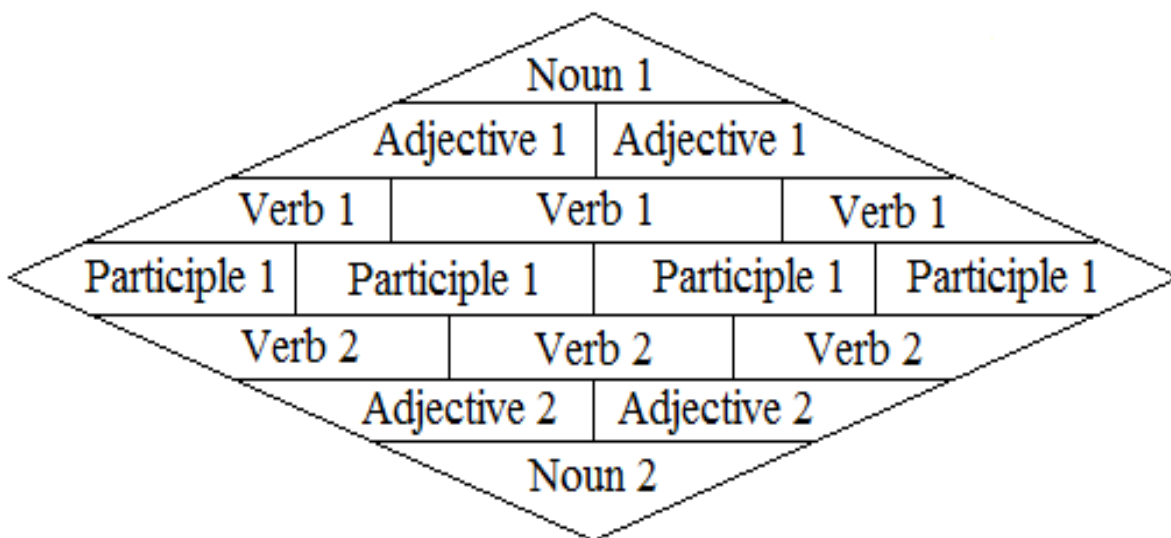 Noun 1
Adjective 1 Adjective 1
Verb 1 Verb 1 Verb 1
Participle 1 Participle 1 Participle 1 Participle 1
Verb 2 Verb 2 Verb 2
Adjective 2 Adjective 2
Noun 2